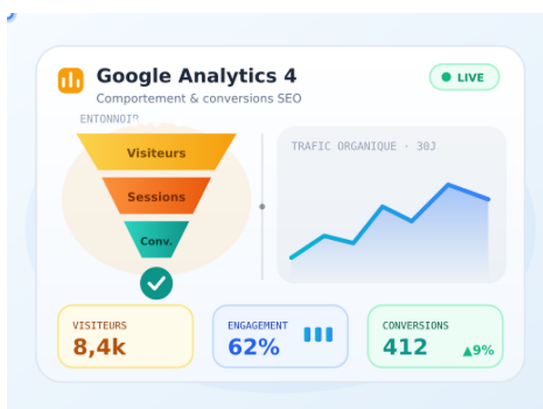 Google Analytics 4
LIVE
Comportement & conversions SEO
ENTONNOIR
Visiteurs
Sessions
Conv.
TRAFIC ORGANIQUE · 30J
VISITEURS
8,4k
ENGAGEMENT
62%
CONVERSIONS
412
▲9%